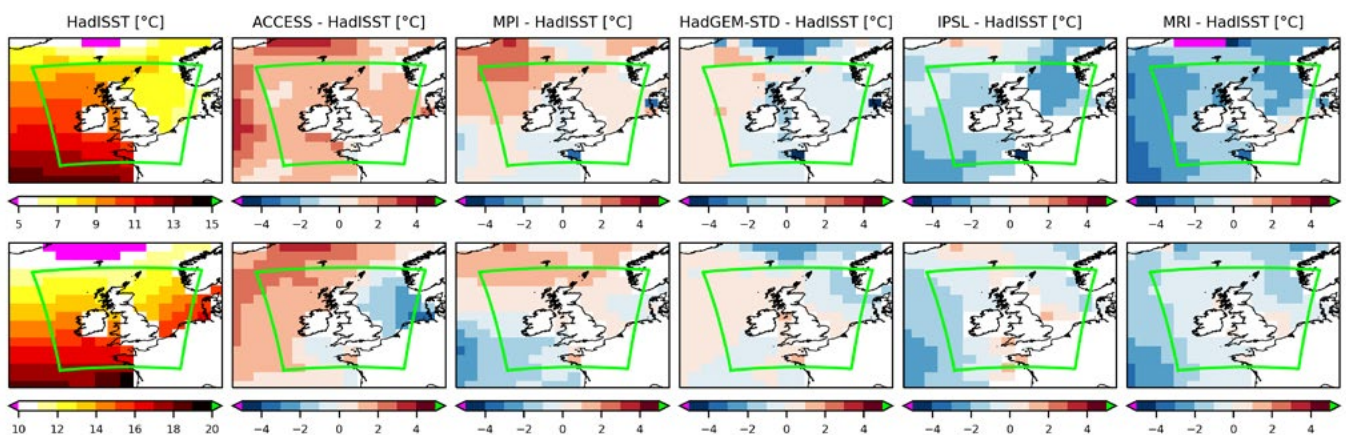 HadISST [°C] ACCESS - HadISST [°C] MPI - HadISST [°C] HadGEM-STD - HadISST [°C] IPSL - HadISST [°C] MRI - HadISST [°C]
5 7 9 11 13 15 −4 −2 0 2 4 −4 −2 0 2 4 −4 −2 0 2 4 −4 −2 0 2 4 −4 −2 0 2 4
10 12 14 16 18 20 −4 −2 0 2 4 −4 −2 0 2 4 −4 −2 0 2 4 −4 −2 0 2 4 −4 −2 0 2 4